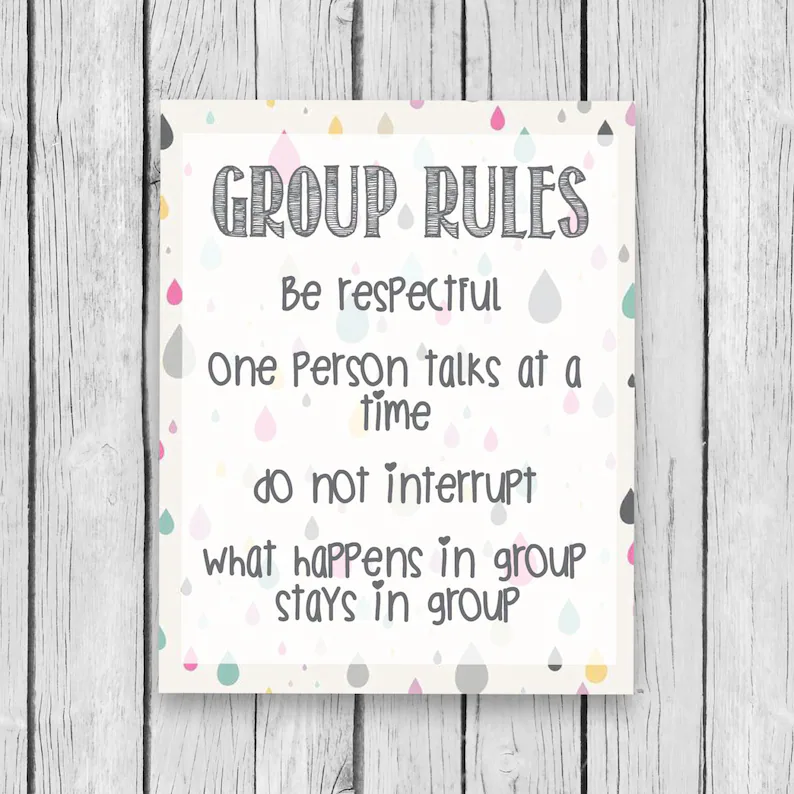 GROUP RULES
Be respectful
One Person talks at a
time
do not interrupt
what happens in group
stays in group